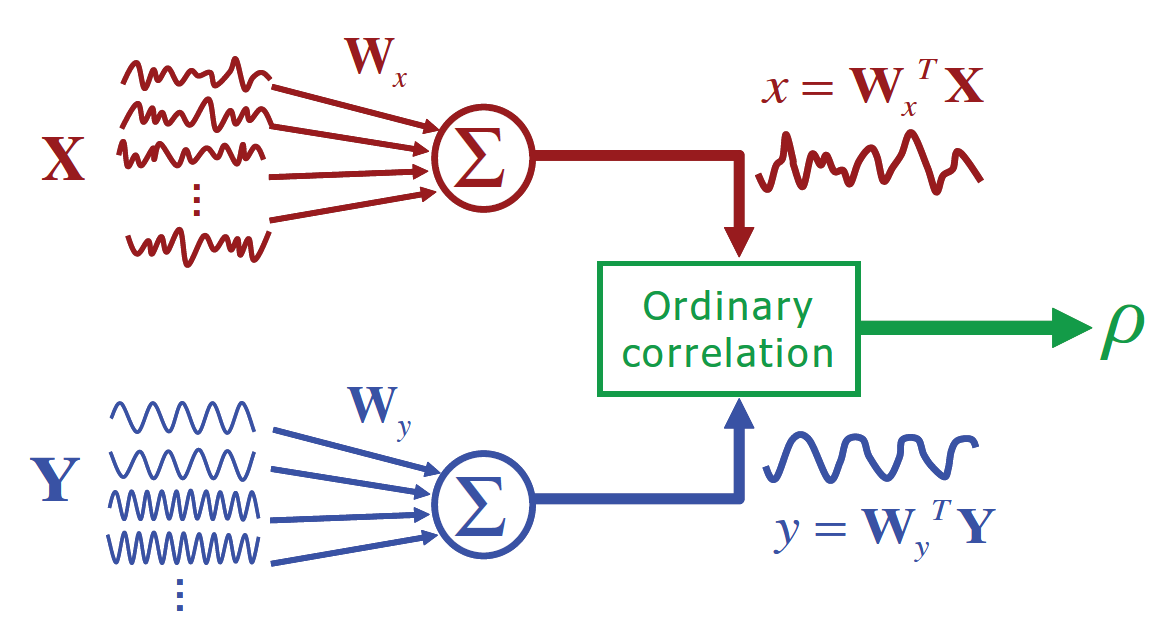 X
⋮
W_x
Σ
x = W_x^T X
Ordinary
correlation
ρ
Y
⋮
W_y
Σ
y = W_y^T Y